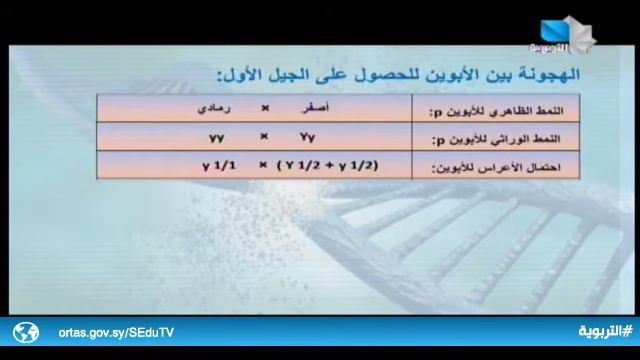 التربوية
الهجونة بين الأبوين للحصول على الجيل الأول:
النمط الظاهري للأبوين p: أصفر × رمادي
النمط الوراثي للأبوين p: Yy × yy
احتمال الأعراس للأبوين: (Y 1/2 + y 1/2) × y 1/1
ortas.gov.sy/SEduTV #التربوية